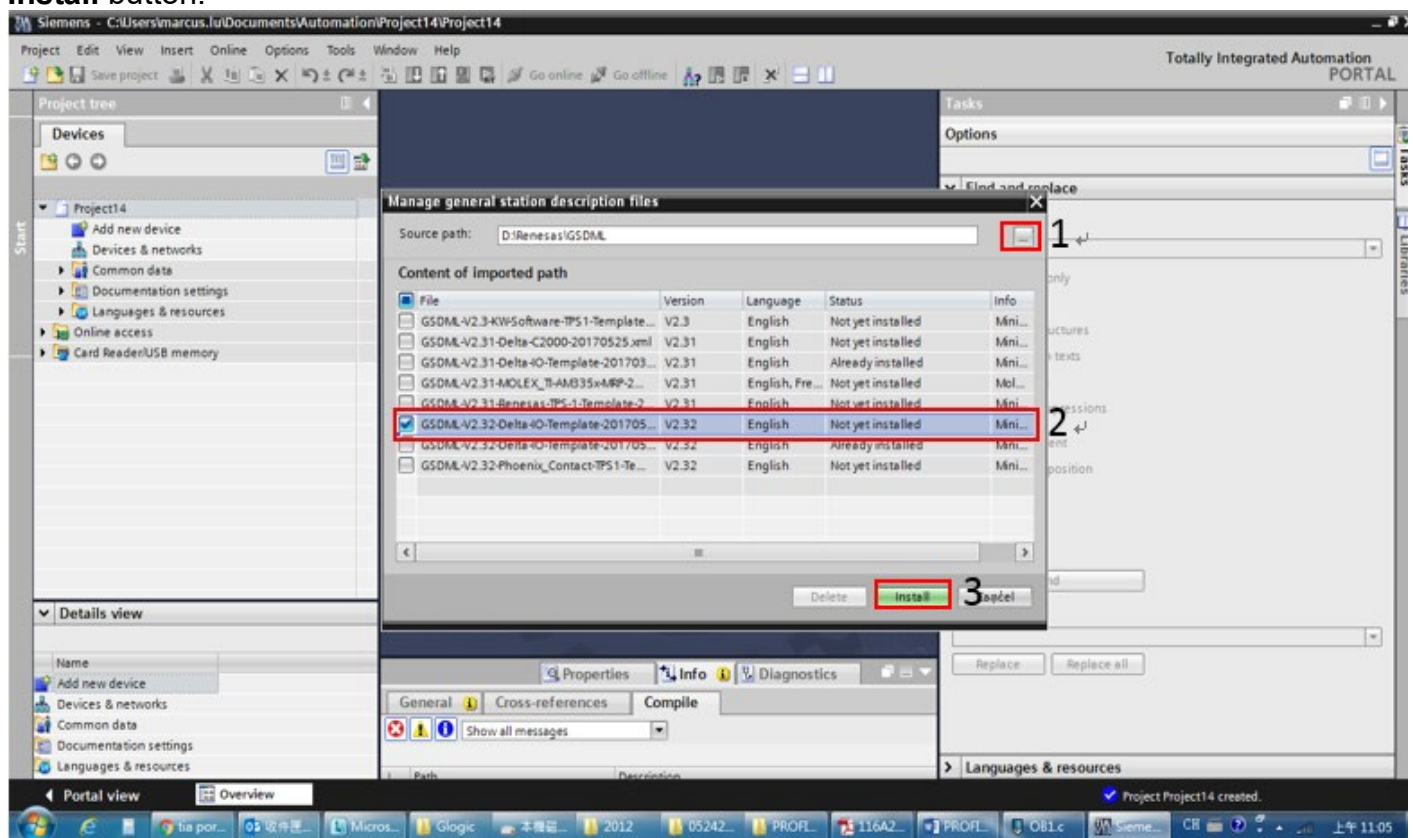 Install button.
Siemens - C:\Users\marcus.lu\Documents\Automation\Project14\Project14
Project Edit View Insert Online Options Tools Window Help
Totally Integrated Automation
PORTAL
Save project
Go online
Go offline
Project tree
Devices
Start
Project14
Add new device
Devices & networks
Common data
Documentation settings
Languages & resources
Online access
Card Reader/USB memory
Manage general station description files
Source path: D:\Renesas\GSDML
... 1
Content of imported path
File Version Language Status Info
GSDML-V2.3-KW-Software-TPS1-Template... V2.3 English Not yet installed Mini...
GSDML-V2.31-Delta-C2000-20170525.xml V2.31 English Not yet installed Mini...
GSDML-V2.31-Delta-IO-Template-201703... V2.31 English Already installed Mini...
GSDML-V2.31-MOLEX_TI-AM335x-MRP-2... V2.31 English, Fre... Not yet installed Mol...
GSDML-V2.31-Renesas-TPS-1-Template-2... V2.31 English Not yet installed Mini...
GSDML-V2.32-Delta-IO-Template-201705... V2.32 English Not yet installed Mini... 2
GSDML-V2.32-Delta-IO-Template-201705... V2.32 English Already installed Mini...
GSDML-V2.32-Phoenix_Contact-TPS1-Te... V2.32 English Not yet installed Mini...
Delete Install 3 Cancel
Tasks
Options
Find and replace
only
Replace Replace all
Languages & resources
Tasks
Libraries
Details view
Name
Add new device
Devices & networks
Common data
Documentation settings
Languages & resources
Properties Info Diagnostics
General Cross-references Compile
Show all messages
Path Description
Portal view Overview
Project Project14 created.
tia por... Micros... Glogic 2012 05242... PROFI... 116A2... PROFI... OB1.c Sieme... CH 上午 11:05